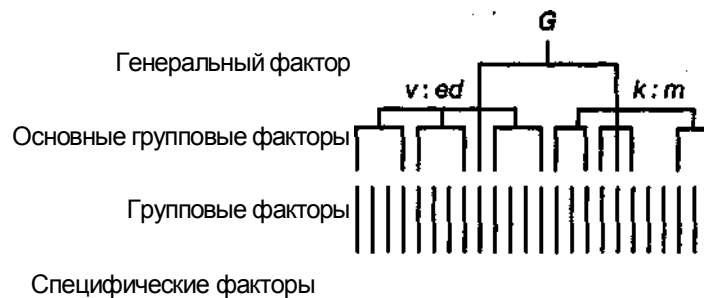 G
Генеральный фактор
v:ed
k:m
Основные групповые факторы
Групповые факторы
Специфические факторы